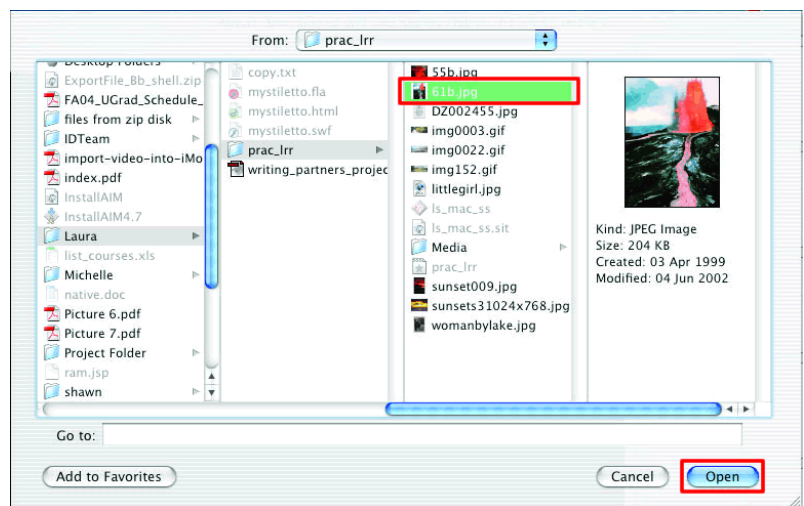 From: prac_lrr
Desktop Folders
ExportFile_Bb_shell.zip
FA04_UGrad_Schedule_
files from zip disk
IDTeam
import-video-into-iMo
index.pdf
InstallAIM
InstallAIM4.7
Laura
list_courses.xls
Michelle
native.doc
Picture 6.pdf
Picture 7.pdf
Project Folder
ram.jsp
shawn
copy.txt
mystiletto.fla
mystiletto.html
mystiletto.swf
prac_lrr
writing_partners_projec
55b.jpg
61b.jpg
DZ002455.jpg
img0003.gif
img0022.gif
img152.gif
littlegirl.jpg
ls_mac_ss
ls_mac_ss.sit
Media
prac_lrr
sunset009.jpg
sunsets31024x768.jpg
womanbylake.jpg
Kind: JPEG Image
Size: 204 KB
Created: 03 Apr 1999
Modified: 04 Jun 2002
Go to:
Add to Favorites
Cancel
Open